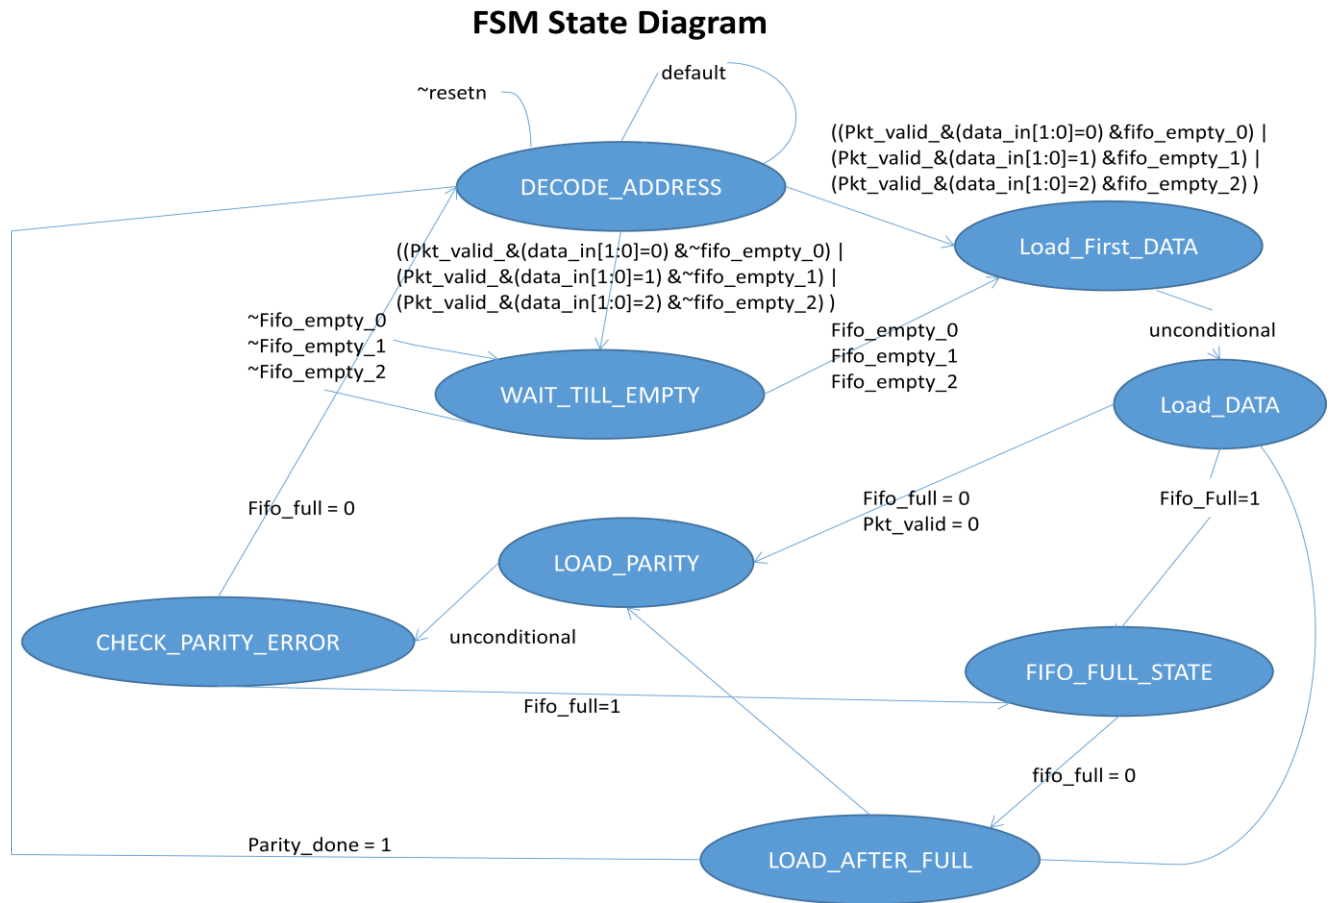 FSM State Diagram
default
~resetn
((Pkt_valid_&(data_in[1:0]=0) &fifo_empty_0) |
(Pkt_valid_&(data_in[1:0]=1) &fifo_empty_1) |
(Pkt_valid_&(data_in[1:0]=2) &fifo_empty_2) )
DECODE_ADDRESS
Load_First_DATA
((Pkt_valid_&(data_in[1:0]=0) &~fifo_empty_0) |
(Pkt_valid_&(data_in[1:0]=1) &~fifo_empty_1) |
(Pkt_valid_&(data_in[1:0]=2) &~fifo_empty_2) )
~Fifo_empty_0
~Fifo_empty_1
~Fifo_empty_2
Fifo_empty_0
Fifo_empty_1
Fifo_empty_2
unconditional
WAIT_TILL_EMPTY
Load_DATA
Fifo_full = 0
Fifo_full = 0
Pkt_valid = 0
Fifo_Full=1
LOAD_PARITY
CHECK_PARITY_ERROR
unconditional
FIFO_FULL_STATE
Fifo_full=1
fifo_full = 0
Parity_done = 1
LOAD_AFTER_FULL